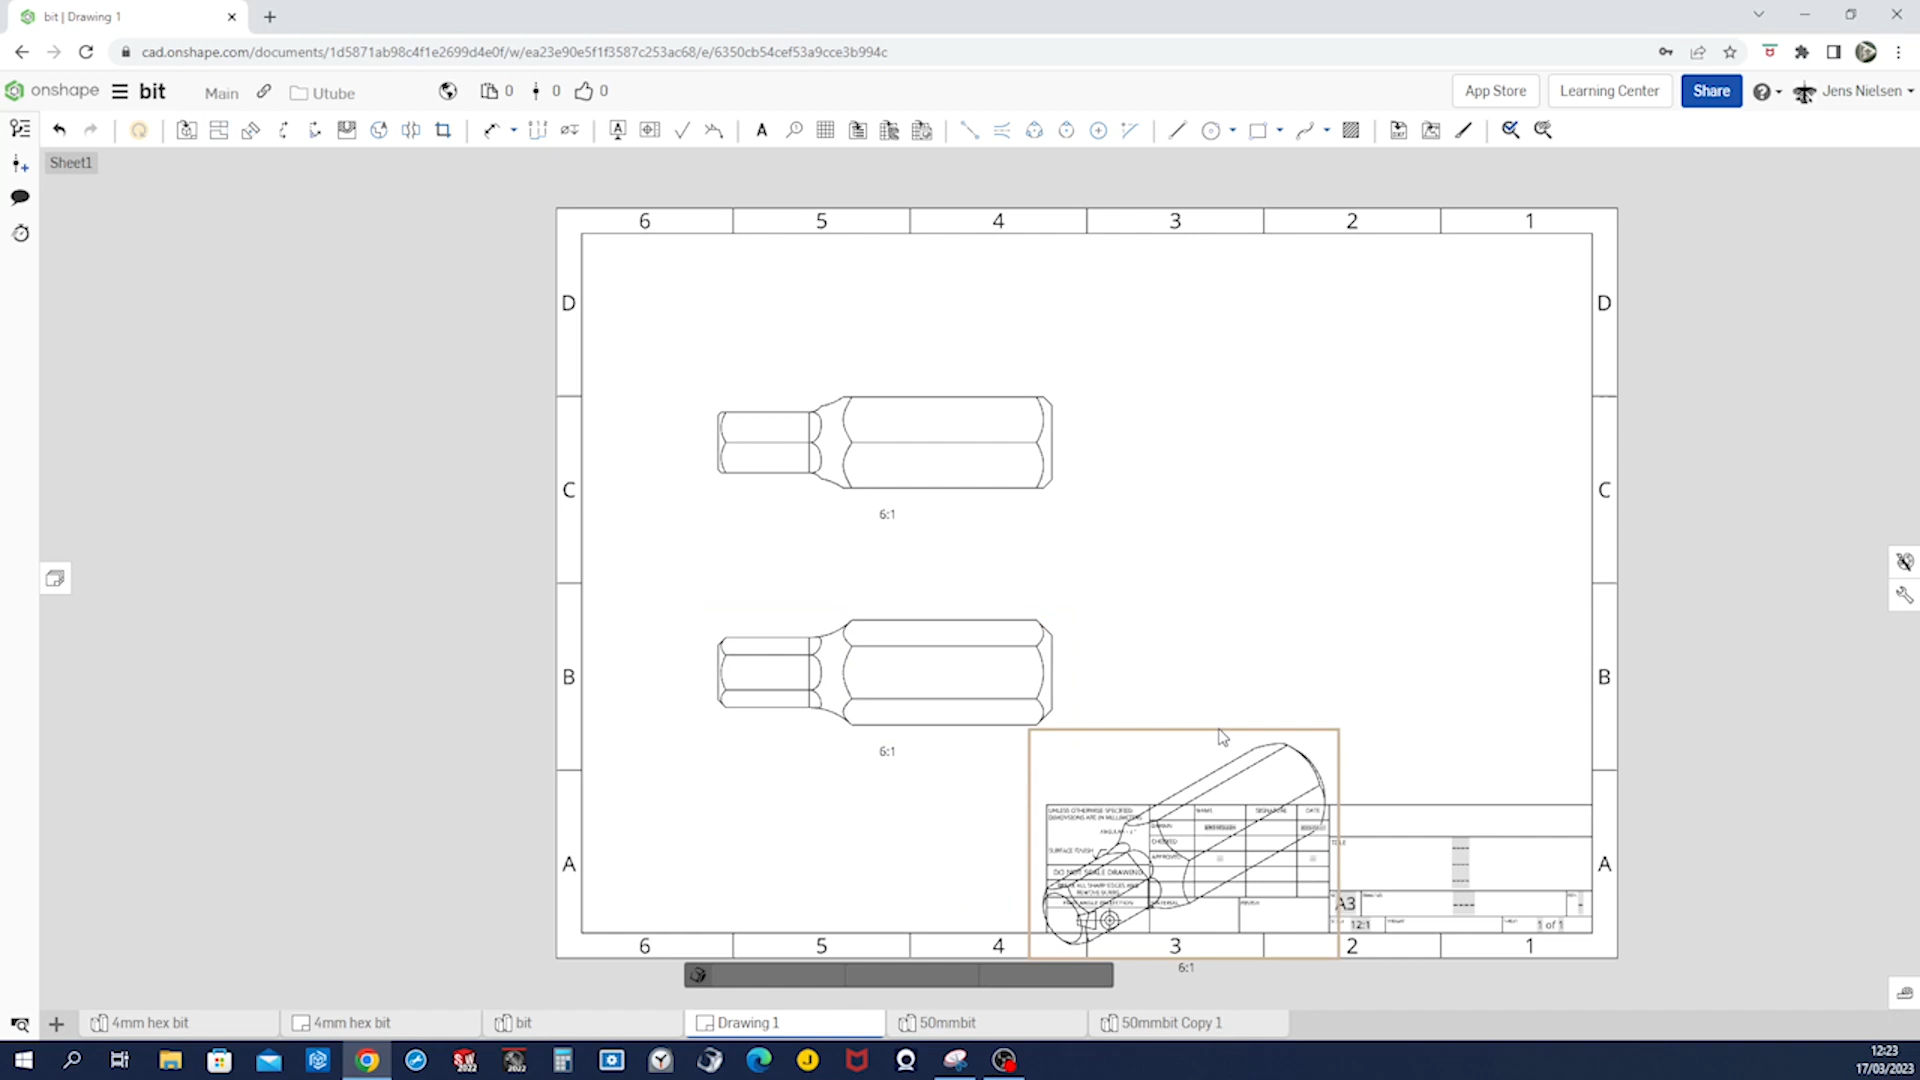 bit | Drawing 1
cad.onshape.com/documents/1d5871ab98c4f1e2699d4e0f/w/ea23e90e5f1f3587c253ac68/e/6350cb54cef53a9cce3b994c
onshape bit Main Utube 0 0 0 App Store Learning Center Share Jens Nielsen
Sheet1
6 5 4 3 2 1
D D
C C
6:1
B B
6:1
UNLESS OTHERWISE SPECIFIED NAME SIGNATURE DATE
DIMENSIONS ARE IN MILLIMETERS
DRAWN
CHECKED
SURFACE FINISH APPROVED
TITLE
A A
DO NOT SCALE DRAWING
BREAK ALL SHARP EDGES AND
REMOVE BURRS
MATERIAL FINISH A3
12:1 1 of 1
6 5 4 3 2 1
6:1
4mm hex bit 4mm hex bit bit Drawing 1 50mmbit 50mmbit Copy 1
12:23
17/03/2023